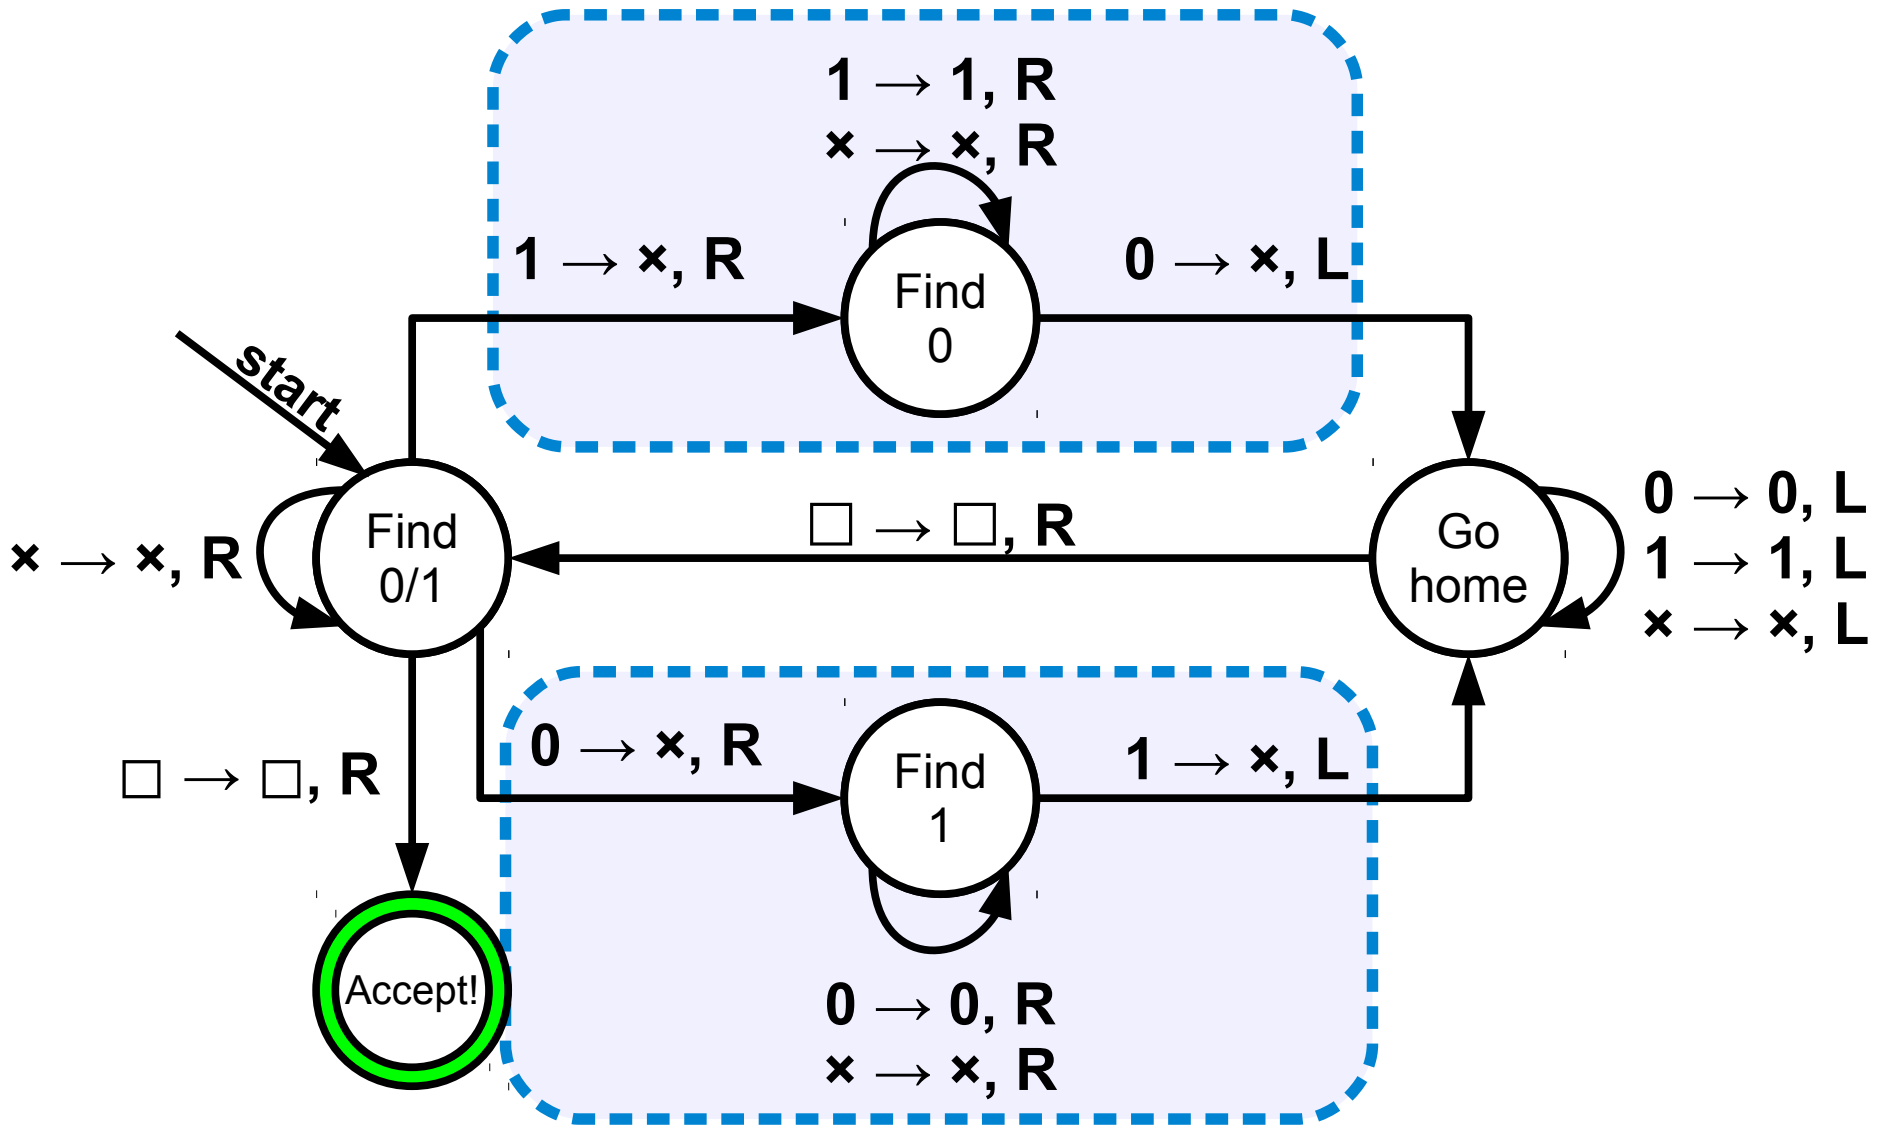 1 → 1, R
× → ×, R
1 → ×, R
0 → ×, L
Find
0
start
Find
0/1
× → ×, R
□ → □, R
Go
home
0 → 0, L
1 → 1, L
× → ×, L
□ → □, R
0 → ×, R
1 → ×, L
Find
1
Accept!
0 → 0, R
× → ×, R